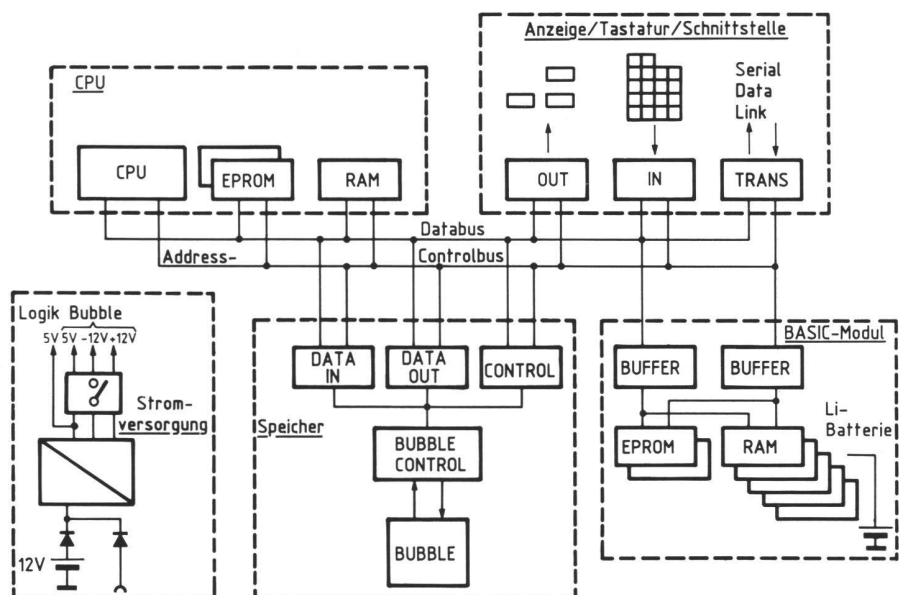 CPU
CPU
EPROM
RAM
Anzeige/Tastatur/Schnittstelle
Serial
Data
Link
OUT
IN
TRANS
Databus
Address-
Controlbus
Logik Bubble
5V 5V -12V +12V
Strom-
versorgung
12V
Speicher
DATA
IN
DATA
OUT
CONTROL
BUBBLE
CONTROL
BUBBLE
BASIC-Modul
BUFFER
BUFFER
EPROM
RAM
Li-
Batterie